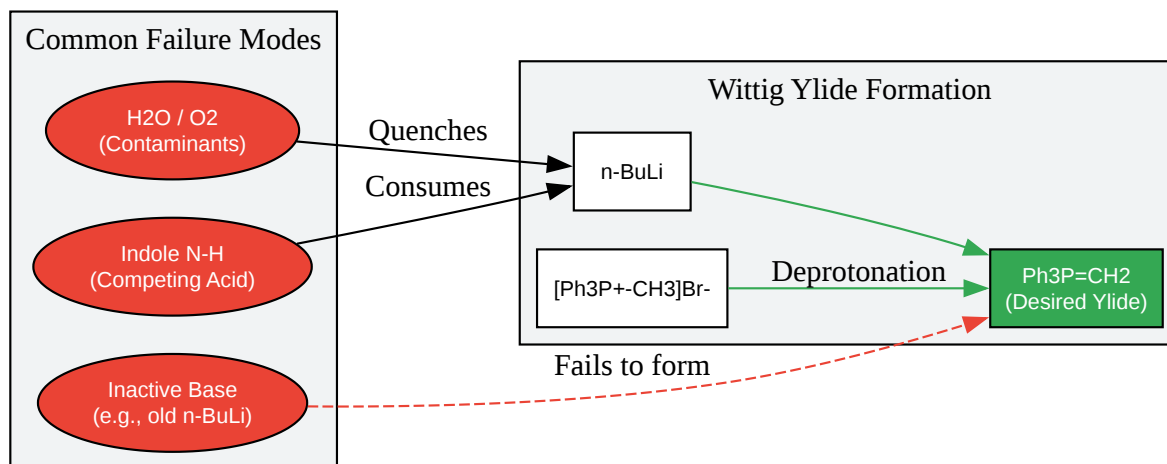 Common Failure Modes
H2O / O2
(Contaminants)
Indole N-H
(Competing Acid)
Inactive Base
(e.g., old n-BuLi)
Quenches
Consumes
Fails to form
Wittig Ylide Formation
n-BuLi
[Ph3P+-CH3]Br-
Deprotonation
Ph3P=CH2
(Desired Ylide)